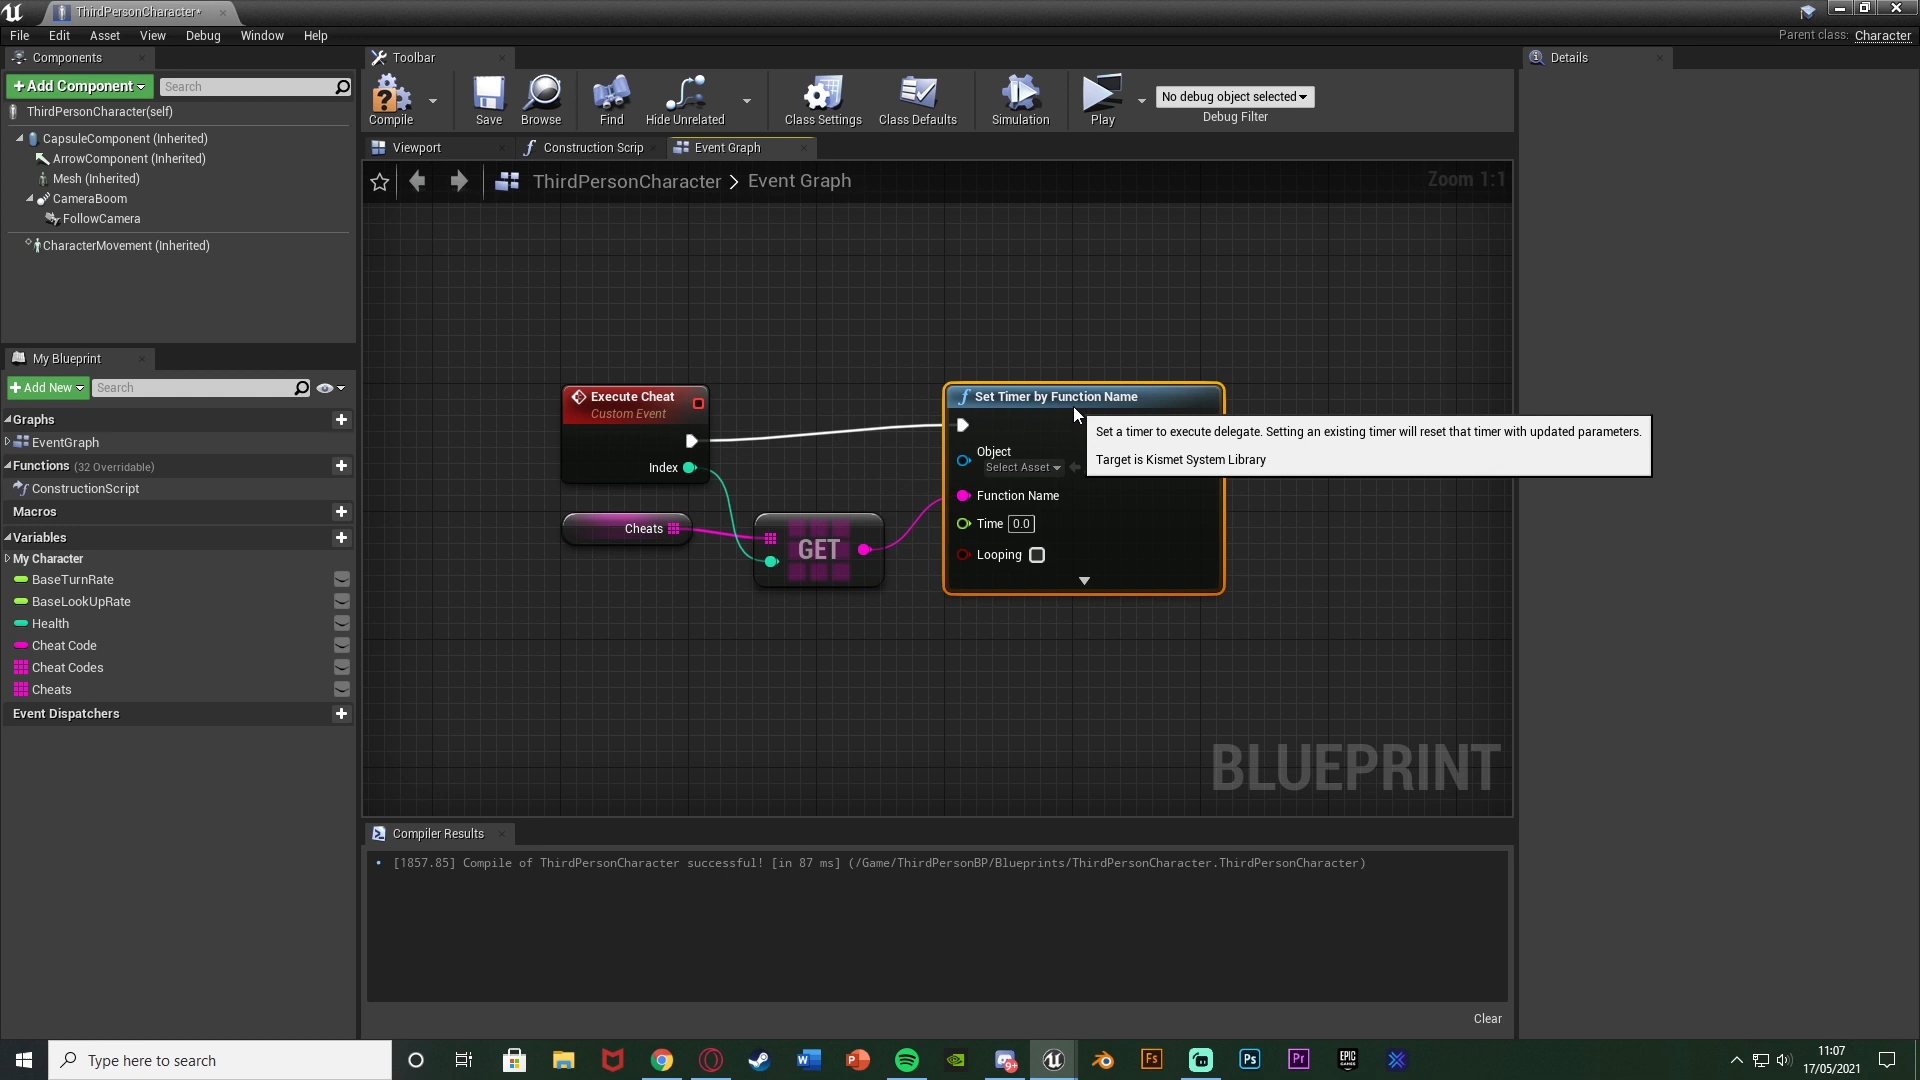 ThirdPersonCharacter*
File Edit Asset View Debug Window Help
Parent class: Character
Components
Toolbar
Details
+Add Component
Search
ThirdPersonCharacter(self)
CapsuleComponent (Inherited)
ArrowComponent (Inherited)
Mesh (Inherited)
CameraBoom
FollowCamera
CharacterMovement (Inherited)
Compile
Save
Browse
Find
Hide Unrelated
Class Settings
Class Defaults
Simulation
Play
No debug object selected
Debug Filter
Viewport
Construction Scrip
Event Graph
ThirdPersonCharacter > Event Graph
Zoom 1:1
My Blueprint
+Add New
Search
Graphs
EventGraph
Functions (32 Overridable)
ConstructionScript
Macros
Variables
My Character
BaseTurnRate
BaseLookUpRate
Health
Cheat Code
Cheat Codes
Cheats
Event Dispatchers
Execute Cheat
Custom Event
Index
Cheats
GET
Set Timer by Function Name
Object
Select Asset
Function Name
Time 0.0
Looping
Set a timer to execute delegate. Setting an existing timer will reset that timer with updated parameters.
Target is Kismet System Library
BLUEPRINT
Compiler Results
[1857.85] Compile of ThirdPersonCharacter successful! [in 87 ms] (/Game/ThirdPersonBP/Blueprints/ThirdPersonCharacter.ThirdPersonCharacter)
Clear
Type here to search
Fs
Ps
Pr
EPIC
GAMES
11:07
17/05/2021